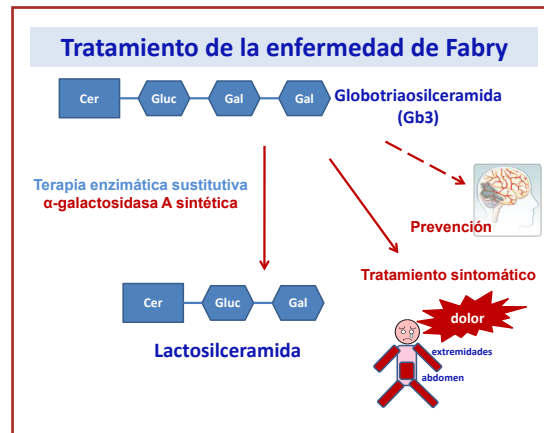 Tratamiento de la enfermedad de Fabry
Cer
Gluc
Gal
Gal
Globotriaosilceramida
(Gb3)
Terapia enzimática sustitutiva
α-galactosidasa A sintética
Prevención
Tratamiento sintomático
Cer
Gluc
Gal
Lactosilceramida
dolor
extremidades
abdomen